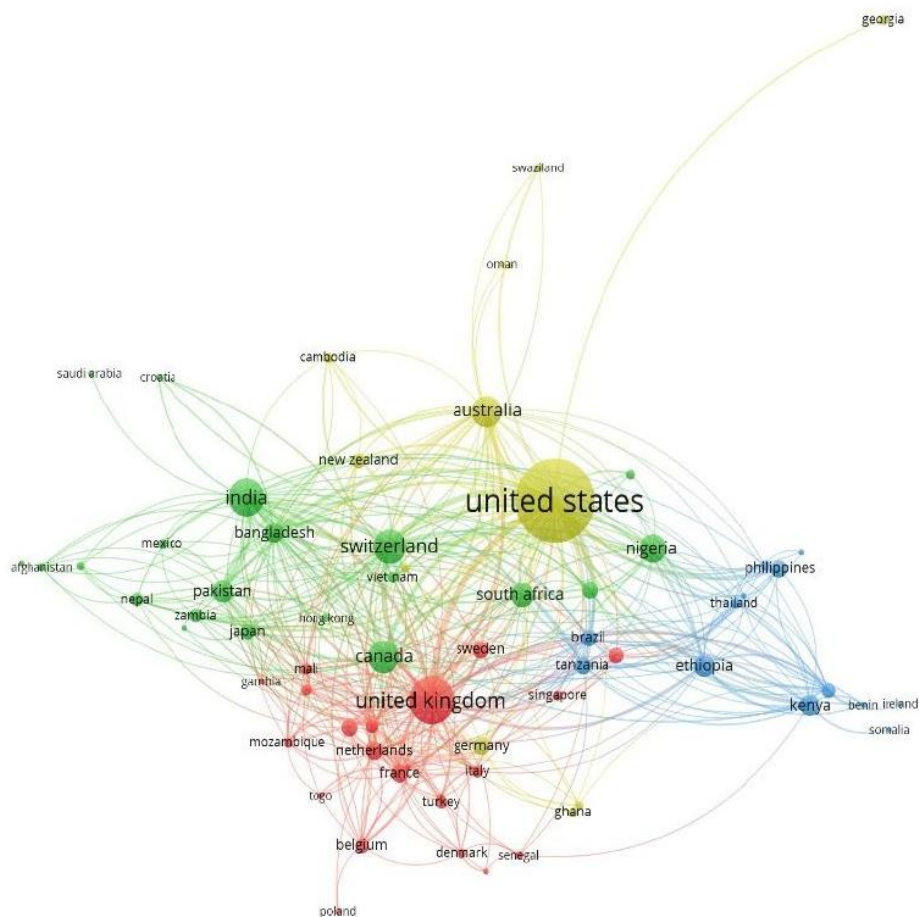 georgia
swaziland
oman
cambodia
saudi arabia
croatia
australia
new zealand
india
united states
bangladesh
mexico
switzerland
nigeria
afghanistan
viet nam
philippines
nepal
pakistan
south africa
thailand
zambia
hong kong
japan
brazil
canada
sweden
mali
tanzania
ethiopia
gambia
united kingdom
singapore
kenya
benin
ireland
somalia
mozambique
netherlands
germany
france
italy
togo
turkey
ghana
belgium
denmark
senegal
poland